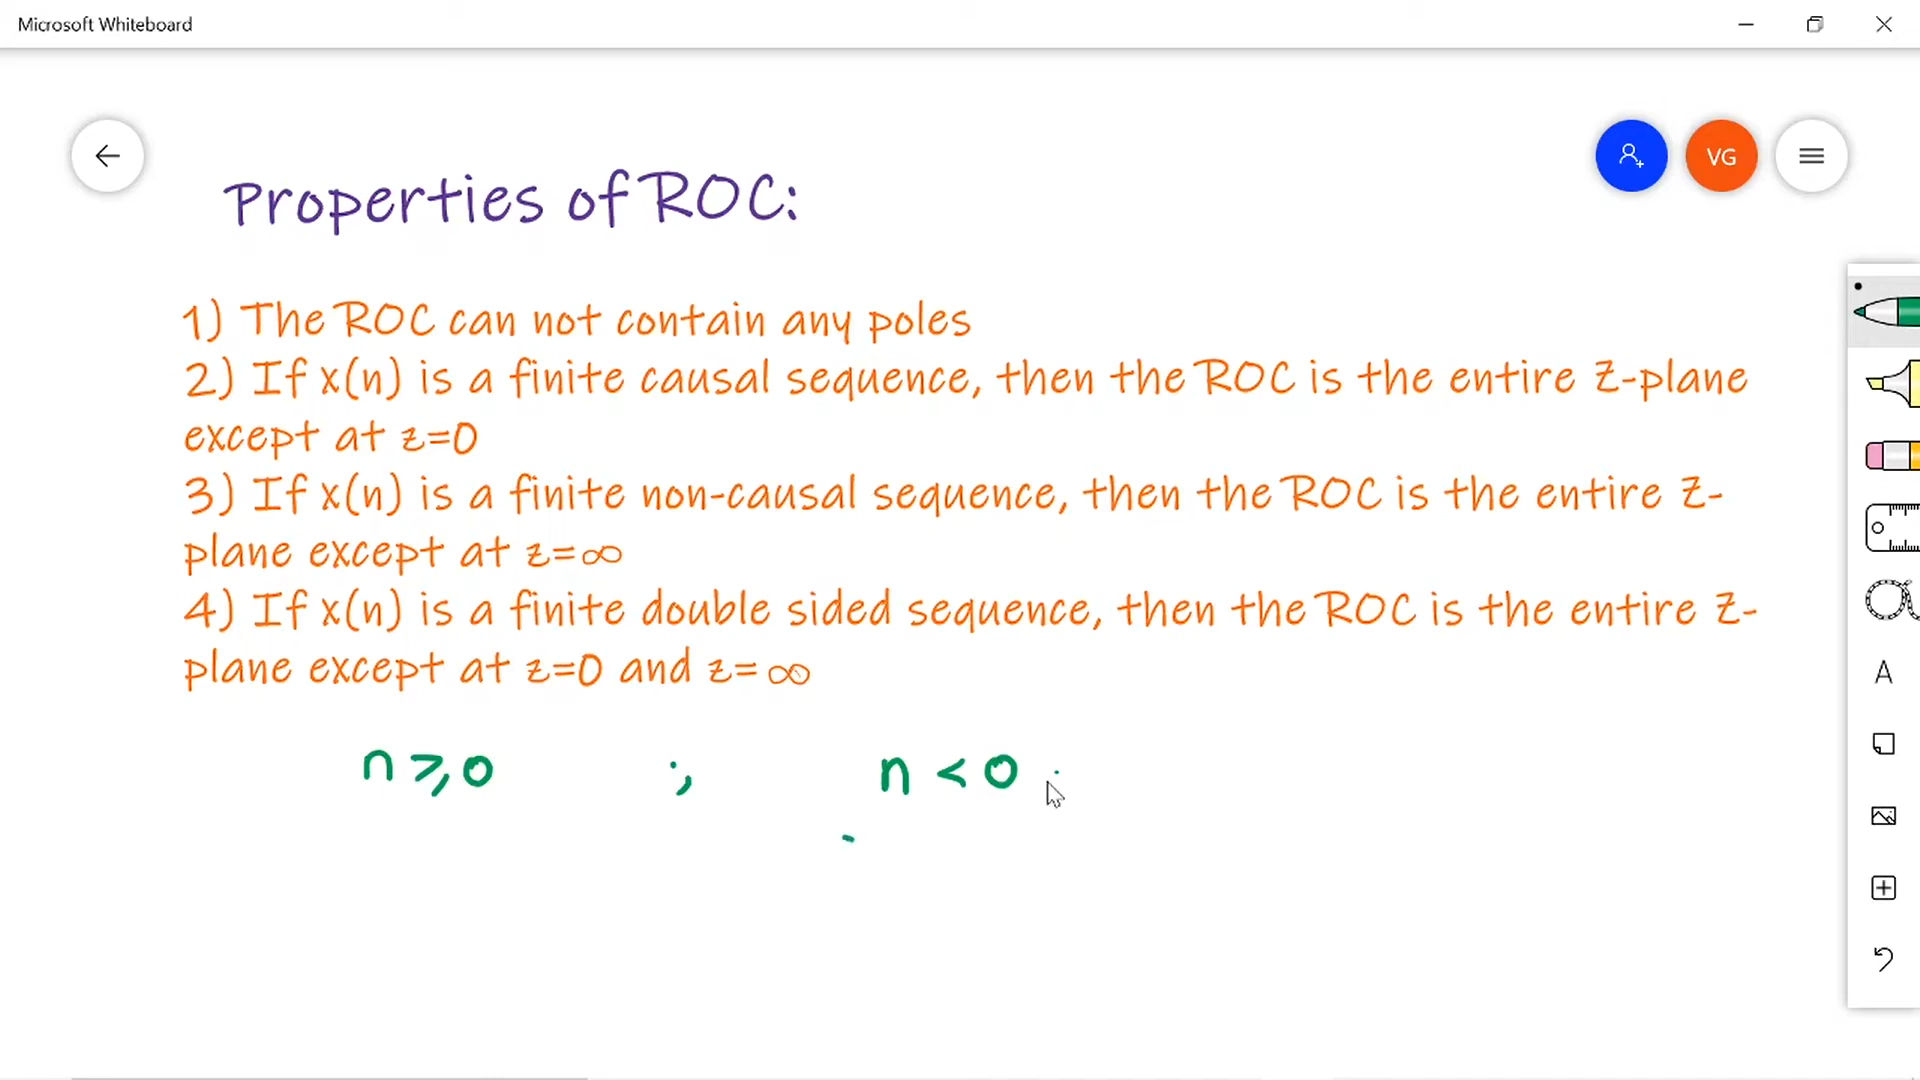 Microsoft Whiteboard
VG
Properties of ROC:
1) The ROC can not contain any poles
2) If x(n) is a finite causal sequence, then the ROC is the entire Z-plane
except at z=0
3) If x(n) is a finite non-causal sequence, then the ROC is the entire Z-
plane except at z=∞
4) If x(n) is a finite double sided sequence, then the ROC is the entire Z-
plane except at z=0 and z=∞
n ≥ 0 ; n < 0
A